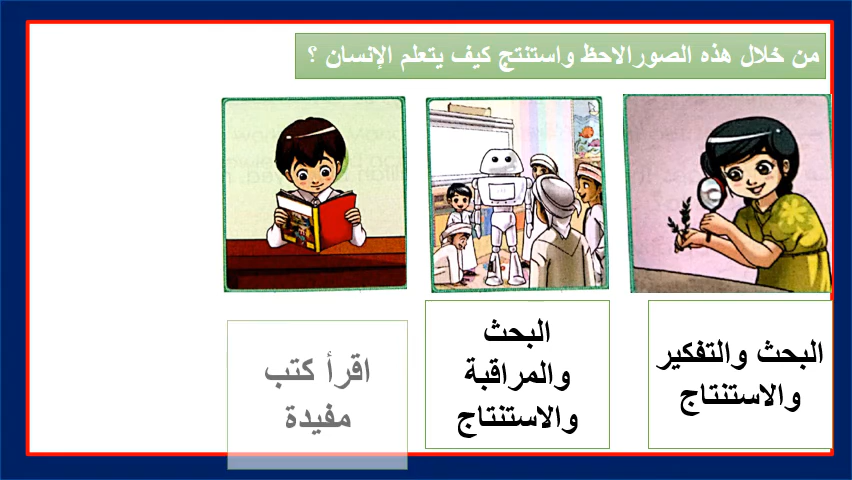 من خلال هذه الصورالاحظ واستنتج كيف يتعلم الإنسان ؟
البحث والتفكير
والاستنتاج
البحث
والمراقبة
والاستنتاج
اقرأ كتب
مفيدة